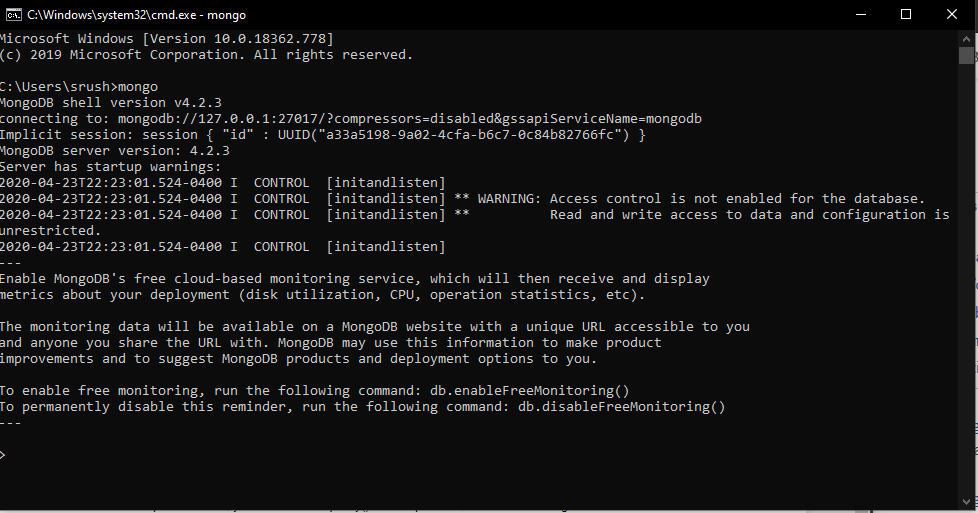 C:\Windows\system32\cmd.exe - mongo
Microsoft Windows [Version 10.0.18362.778]
(c) 2019 Microsoft Corporation. All rights reserved.
C:\Users\srush>mongo
MongoDB shell version v4.2.3
connecting to: mongodb://127.0.0.1:27017/?compressors=disabled&gssapiServiceName=mongodb
Implicit session: session { "id" : UUID("a33a5198-9a02-4cfa-b6c7-0c84b82766fc") }
MongoDB server version: 4.2.3
Server has startup warnings:
2020-04-23T22:23:01.524-0400 I  CONTROL  [initandlisten]
2020-04-23T22:23:01.524-0400 I  CONTROL  [initandlisten] ** WARNING: Access control is not enabled for the database.
2020-04-23T22:23:01.524-0400 I  CONTROL  [initandlisten] **          Read and write access to data and configuration is
unrestricted.
2020-04-23T22:23:01.524-0400 I  CONTROL  [initandlisten]
---
Enable MongoDB's free cloud-based monitoring service, which will then receive and display
metrics about your deployment (disk utilization, CPU, operation statistics, etc).
The monitoring data will be available on a MongoDB website with a unique URL accessible to you
and anyone you share the URL with. MongoDB may use this information to make product
improvements and to suggest MongoDB products and deployment options to you.
To enable free monitoring, run the following command: db.enableFreeMonitoring()
To permanently disable this reminder, run the following command: db.disableFreeMonitoring()
---
>